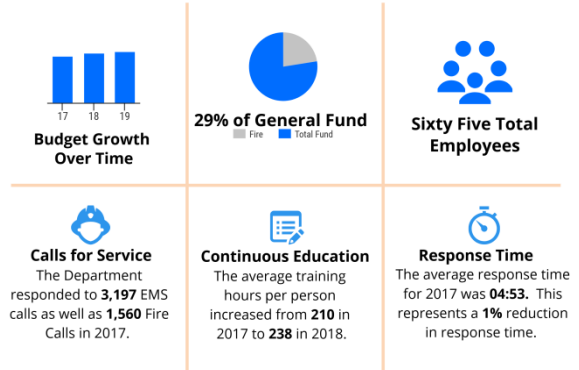 17 18 19
Budget Growth
Over Time
29% of General Fund
Fire Total Fund
Sixty Five Total
Employees
Calls for Service
The Department
responded to 3,197 EMS
calls as well as 1,560 Fire
Calls in 2017.
Continuous Education
The average training
hours per person
increased from 210 in
2017 to 238 in 2018.
Response Time
The average response time
for 2017 was 04:53. This
represents a 1% reduction
in response time.